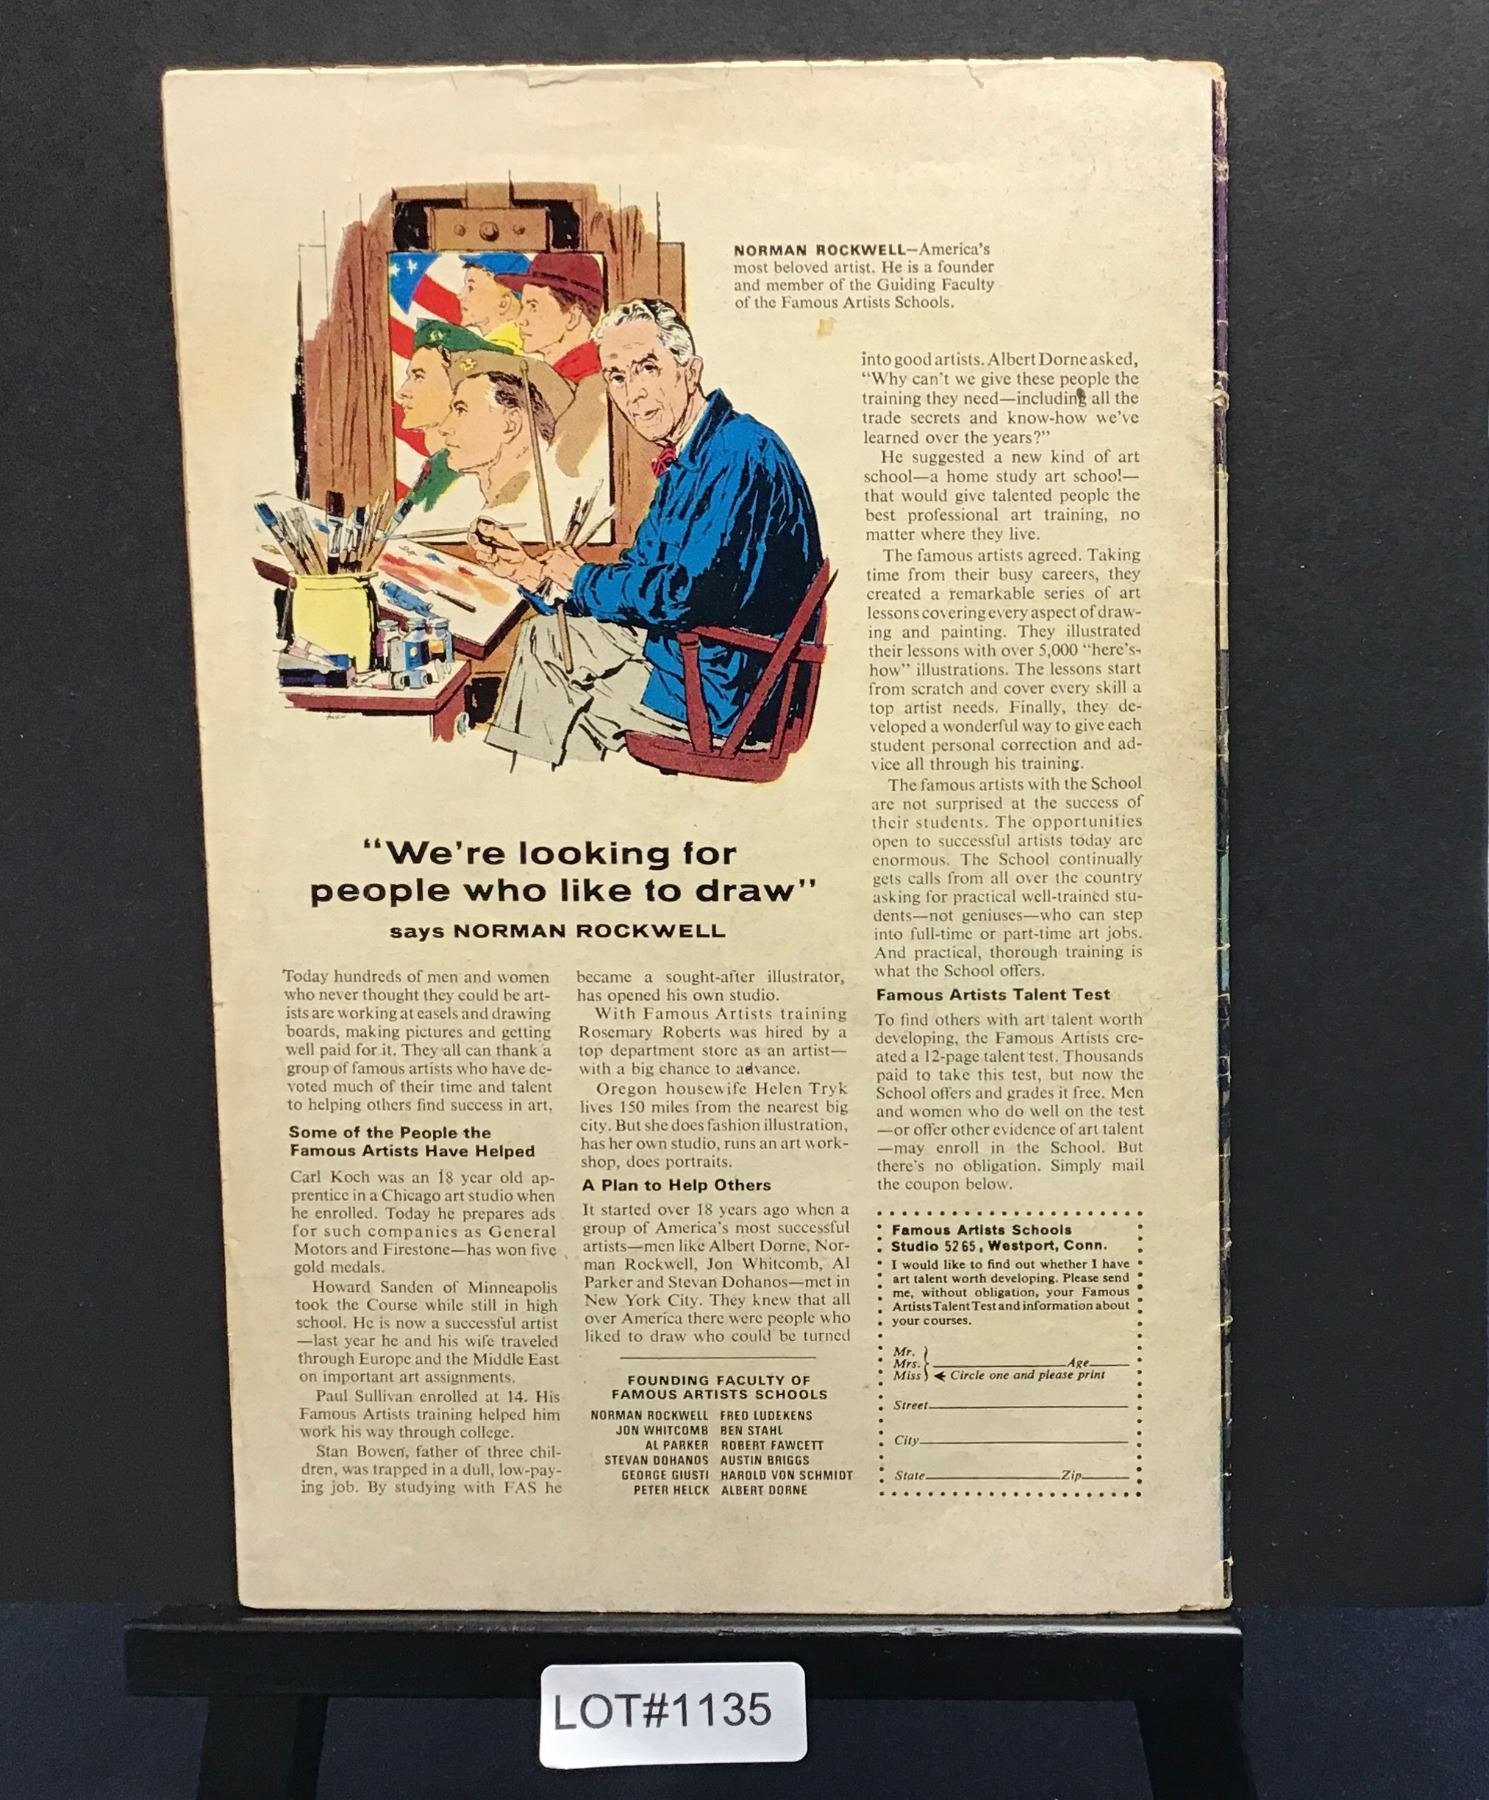 NORMAN ROCKWELL—America's
most beloved artist. He is a founder
and member of the Guiding Faculty
of the Famous Artists Schools.
"We're looking for
people who like to draw"
says NORMAN ROCKWELL
Today hundreds of men and women
who never thought they could be art-
ists are working at easels and drawing
boards, making pictures and getting
well paid for it. They all can thank a
group of famous artists who have de-
voted much of their time and talent
to helping others find success in art.
Some of the People the
Famous Artists Have Helped
Carl Koch was an 18 year old ap-
prentice in a Chicago art studio when
he enrolled. Today he prepares ads
for such companies as General
Motors and Firestone—has won five
gold medals.
Howard Sanden of Minneapolis
took the Course while still in high
school. He is now a successful artist
—last year he and his wife traveled
through Europe and the Middle East
on important art assignments.
Paul Sullivan enrolled at 14. His
Famous Artists training helped him
work his way through college.
Stan Bowen, father of three chil-
dren, was trapped in a dull, low-pay-
ing job. By studying with FAS he
became a sought-after illustrator,
has opened his own studio.
With Famous Artists training
Rosemary Roberts was hired by a
top department store as an artist—
with a big chance to advance.
Oregon housewife Helen Tryk
lives 150 miles from the nearest big
city. But she does fashion illustration,
has her own studio, runs an art work-
shop, does portraits.
A Plan to Help Others
It started over 18 years ago when a
group of America's most successful
artists—men like Albert Dorne, Nor-
man Rockwell, Jon Whitcomb, Al
Parker and Stevan Dohanos—met in
New York City. They knew that all
over America there were people who
liked to draw who could be turned
FOUNDING FACULTY OF
FAMOUS ARTISTS SCHOOLS
NORMAN ROCKWELL FRED LUDEKENS
JON WHITCOMB BEN STAHL
AL PARKER ROBERT FAWCETT
STEVAN DOHANOS AUSTIN BRIGGS
GEORGE GIUSTI HAROLD VON SCHMIDT
PETER HELCK ALBERT DORNE
into good artists. Albert Dorne asked,
"Why can't we give these people the
training they need—including all the
trade secrets and know-how we've
learned over the years?"
He suggested a new kind of art
school—a home study art school—
that would give talented people the
best professional art training, no
matter where they live.
The famous artists agreed. Taking
time from their busy careers, they
created a remarkable series of art
lessons covering every aspect of draw-
ing and painting. They illustrated
their lessons with over 5,000 "here's-
how" illustrations. The lessons start
from scratch and cover every skill a
top artist needs. Finally, they de-
veloped a wonderful way to give each
student personal correction and ad-
vice all through his training.
The famous artists with the School
are not surprised at the success of
their students. The opportunities
open to successful artists today are
enormous. The School continually
gets calls from all over the country
asking for practical well-trained stu-
dents—not geniuses—who can step
into full-time or part-time art jobs.
And practical, thorough training is
what the School offers.
Famous Artists Talent Test
To find others with art talent worth
developing, the Famous Artists cre-
ated a 12-page talent test. Thousands
paid to take this test, but now the
School offers and grades it free. Men
and women who do well on the test
—or offer other evidence of art talent
—may enroll in the School. But
there's no obligation. Simply mail
the coupon below.
Famous Artists Schools
Studio 5265, Westport, Conn.
I would like to find out whether I have
art talent worth developing. Please send
me, without obligation, your Famous
Artists Talent Test and information about
your courses.
Mr.
Mrs. Age
Miss Circle one and please print
Street
City
State Zip
LOT#1135